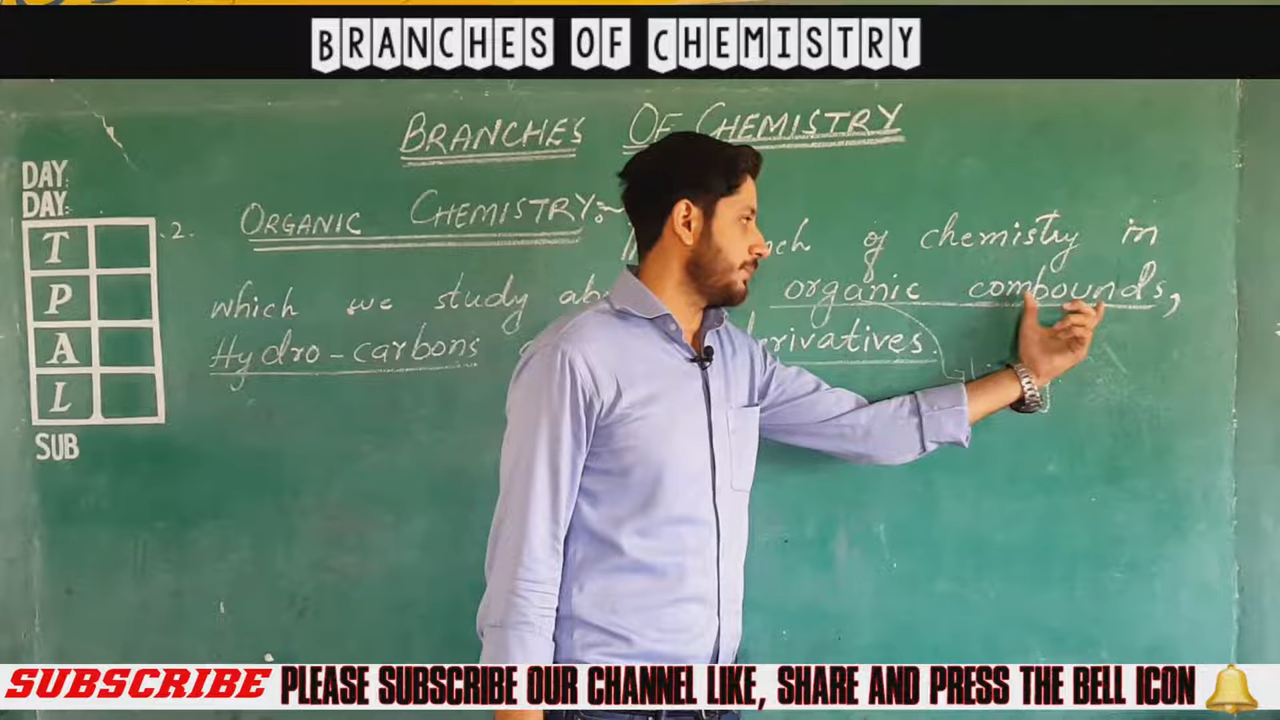 BRANCHES OF CHEMISTRY
BRANCHES OF CHEMISTRY
DAY:
DAY:
T
P
A
L
SUB
.2. ORGANIC CHEMISTRY:~
of chemistry in
which we study organic compounds,
Hydro-carbons
SUBSCRIBE PLEASE SUBSCRIBE OUR CHANNEL LIKE, SHARE AND PRESS THE BELL ICON